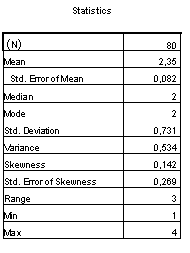 Statistics
(N) 80
Mean 2,35
Std. Error of Mean 0,082
Median 2
Mode 2
Std. Deviation 0,731
Variance 0,534
Skewness 0,142
Std. Error of Skewness 0,269
Range 3
Min 1
Max 4